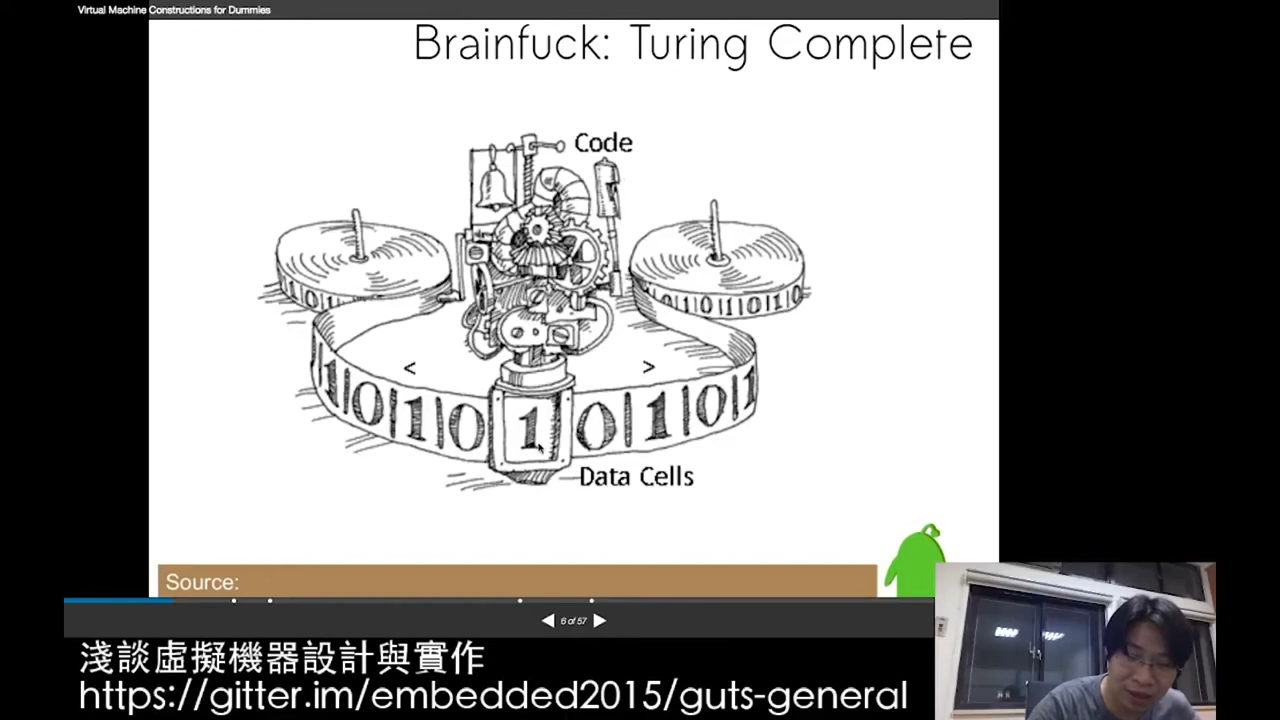 Virtual Machine Constructions for Dummies
Brainfuck: Turing Complete
Code
< >
1|0|1|0 1 0|1|0|1
Data Cells
Source:
6 of 57
淺談虛擬機器設計與實作
https://gitter.im/embedded2015/guts-general